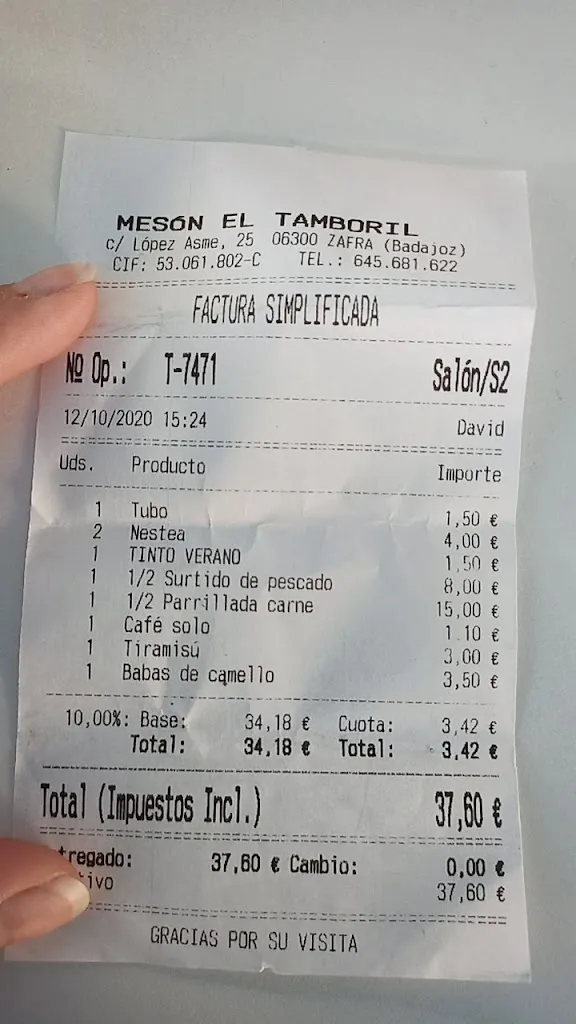 MESóN EL TAMBORIL
c/ López Asme, 25 06300 ZAFRA (Badajoz)
CIF: 53.061.802-C TEL.: 645.681.622
FACTURA SIMPLIFICADA
Nº Op.: T-7471 Salón/S2
12/10/2020 15:24 David
Uds. Producto Importe
1 Tubo 1,50 €
2 Nestea 4,00 €
1 TINTO VERANO 1,50 €
1 1/2 Surtido de pescado 8,00 €
1 1/2 Parrillada carne 15,00 €
1 Café solo 1.10 €
1 Tiramisú 3,00 €
1 Babas de camello 3,50 €
10,00%: Base: 34,18 € Cuota: 3,42 €
Total: 34,18 € Total: 3,42 €
Total (Impuestos Incl.) 37,60 €
tregado: 37,60 € Cambio: 0,00 €
tivo 37,60 €
GRACIAS POR SU VISITA